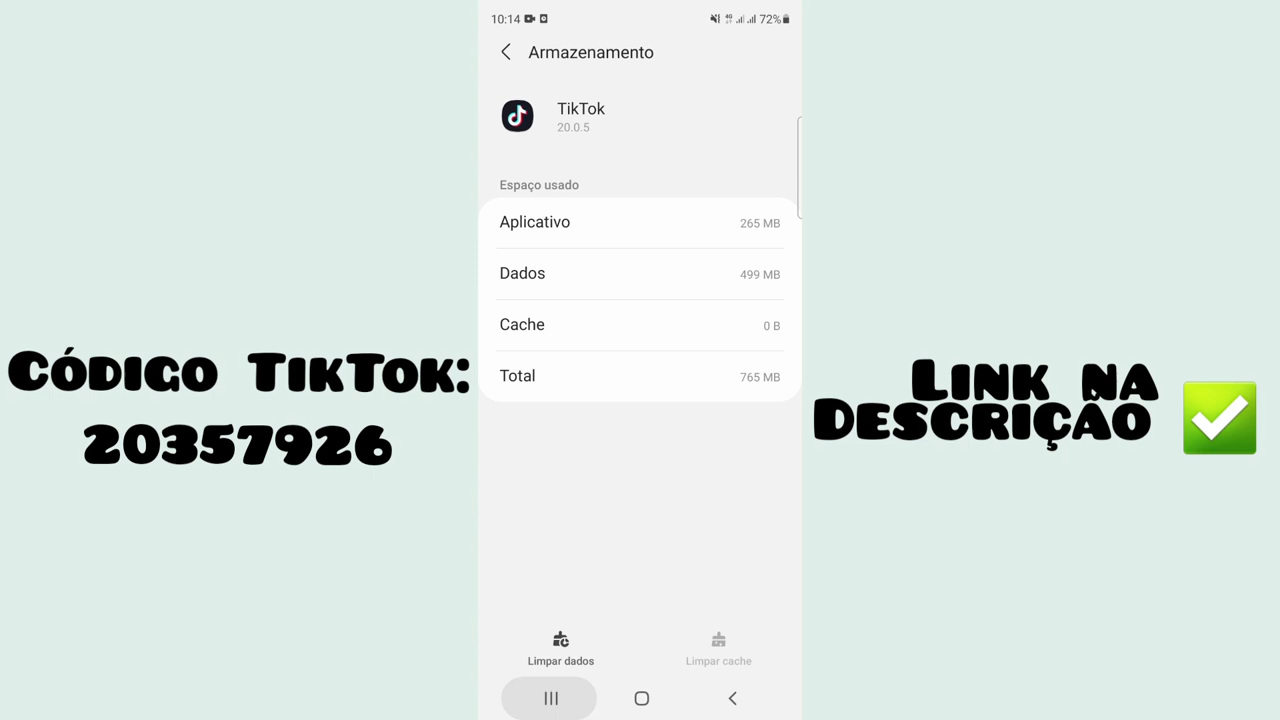 10:14
4G
72%
Armazenamento
TikTok
20.0.5
Espaço usado
Aplicativo 265 MB
Dados 499 MB
Cache 0 B
Total 765 MB
Limpar dados
Limpar cache
Código TikTok:
20357926
Link na
Descrição